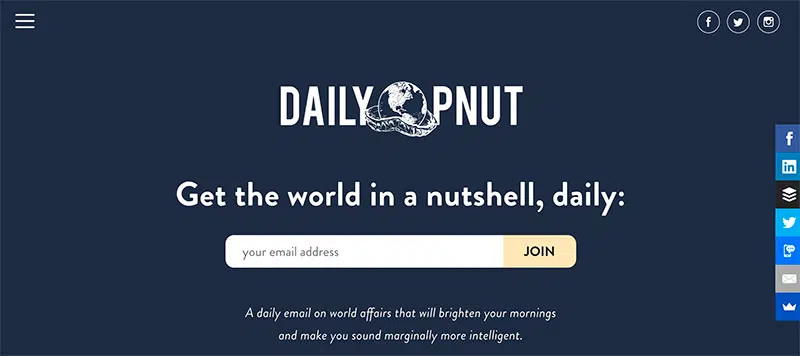 DAILY PNUT
Get the world in a nutshell, daily:
your email address
JOIN
A daily email on world affairs that will brighten your mornings
and make you sound marginally more intelligent.